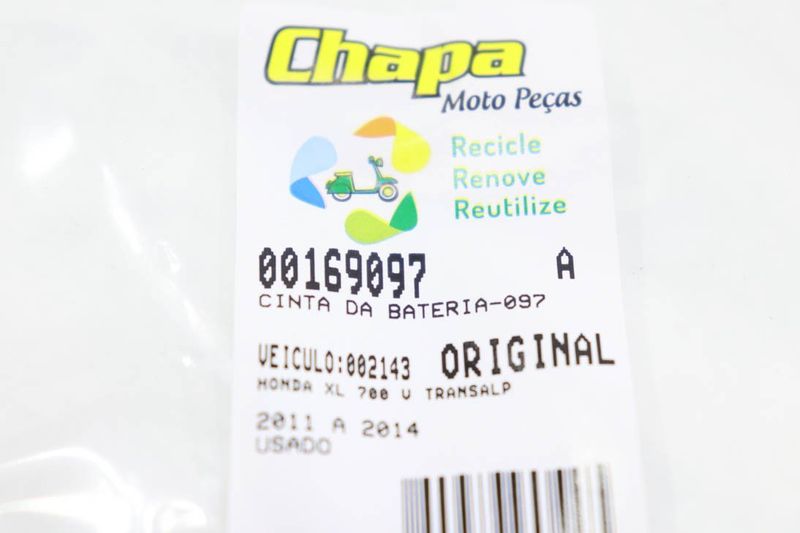 Chapa
Moto Peças
Recicle
Renove
Reutilize
00169097 A
CINTA DA BATERIA-097
VEICULO:002143 ORIGINAL
HONDA XL 700 V TRANSALP
2011 A 2014
USADO